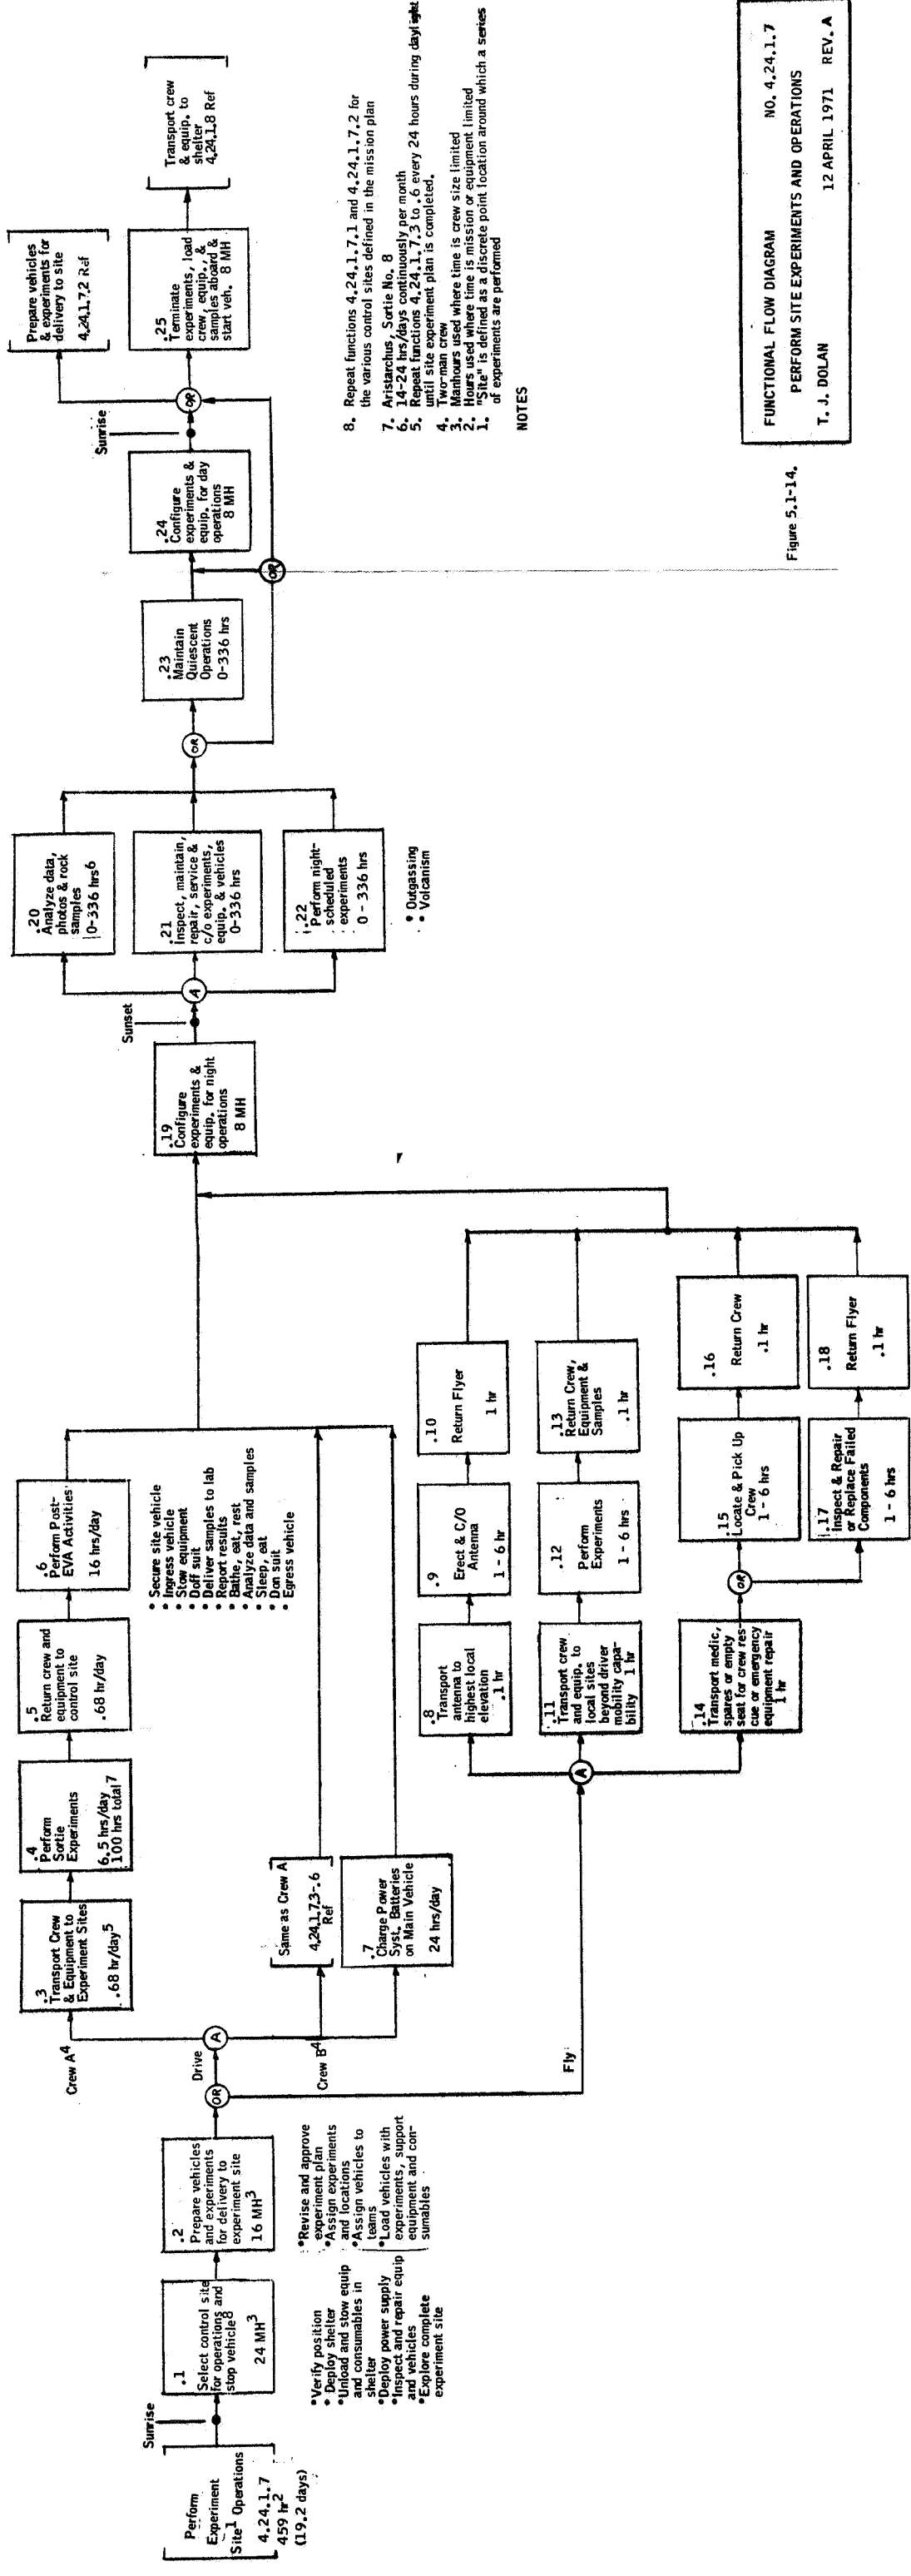 Perform
Experiment
Site1 Operations
4.24.1.7
459 hr2
(19.2 days)
Sunrise
.1
Select control site
for operations and
stop vehicle8
24 MH3
•Verify position
• Deploy shelter
•Unload and stow equip
and consumables in
shelter
•Deploy power supply
•Inspect and repair equip
and vehicles
•Explore complete
experiment site
.2
Prepare vehicles
and experiments
for delivery to
experiment site
16 MH3
•Revise and approve
experiment plan
•Assign experiments
and locations
•Assign vehicles to
teams
•Load vehicles with
experiments, support
equipment and con-
sumables
OR
Drive
A
Crew A4
Crew B4
Fly
.3
Transport Crew
& Equipment to
Experiment Sites
.68 hr/day5
.4
Perform
Sortie
Experiments
6.5 hrs/day
100 hrs total7
.5
Return crew and
equipment to
control site
.68 hr/day
.6
Perform Post-
EVA Activities
16 hrs/day
• Secure site vehicle
• Ingress vehicle
• Stow equipment
• Doff suit
• Deliver samples to lab
• Report results
• Bathe, eat, rest
• Analyze data and samples
• Sleep, eat
• Don suit
• Egress vehicle
Same as Crew A
4.24.1.7.3-.6
Ref
.7
Charge Power
Syst. Batteries
on Main Vehicle
24 hrs/day
A
.8
Transport
antenna to
highest local
elevation
.1 hr
.9
Erect & C/O
Antenna
1 - 6 hr
.10
Return Flyer
1 hr
.11
Transport crew
and equip. to
local sites
beyond driver
mobility capa-
bility 1 hr
.12
Perform
Experiments
1 - 6 hrs
.13
Return Crew,
Equipment &
Samples
.1 hr
.14
Transport medic,
spares or empty
seat for crew res-
cue or emergency
equipment repair
1 hr
OR
.15
Locate & Pick Up
Crew
1 - 6 hrs
.16
Return Crew
.1 hr
.17
Inspect & Repair
or Replace Failed
Components
1 - 6 hrs
.18
Return Flyer
.1 hr
.19
Configure
experiments &
equip. for night
operations
8 MH
Sunset
A
.20
Analyze data,
photos & rock
samples
0-336 hrs6
.21
Inspect, maintain,
repair, service &
c/o experiments,
equip. & vehicles
0-336 hrs
.22
Perform night-
scheduled
experiments
0 - 336 hrs
• Outgassing
• Volcanism
OR
.23
Maintain
Quiescent
Operations
0-336 hrs
OR
.24
Configure
experiments &
equip. for day
operations
8 MH
Sunrise
OR
Prepare vehicles
& experiments for
delivery to site
4.24.1.7.2 Ref
.25
Terminate
experiments, load
crew, equip., &
samples aboard &
start veh. 8 MH
Transport crew
& equip. to
shelter
4.24.1.8 Ref
8. Repeat functions 4.24.1.7.1 and 4.24.1.7.2 for
the various control sites defined in the mission plan
7. Aristarchus, Sortie No. 8
6. 14-24 hrs/days continuously per month
5. Repeat functions 4.24.1.7.3 to .6 every 24 hours during daylight
until site experiment plan is completed.
4. Two-man crew
3. Manhours used where time is crew size limited
2. Hours used where time is mission or equipment limited
1. "Site" is defined as a discrete point location around which a series
of experiments are performed
NOTES
Figure 5.1-14.
FUNCTIONAL FLOW DIAGRAM NO. 4.24.1.7
PERFORM SITE EXPERIMENTS AND OPERATIONS
T. J. DOLAN 12 APRIL 1971 REV. A